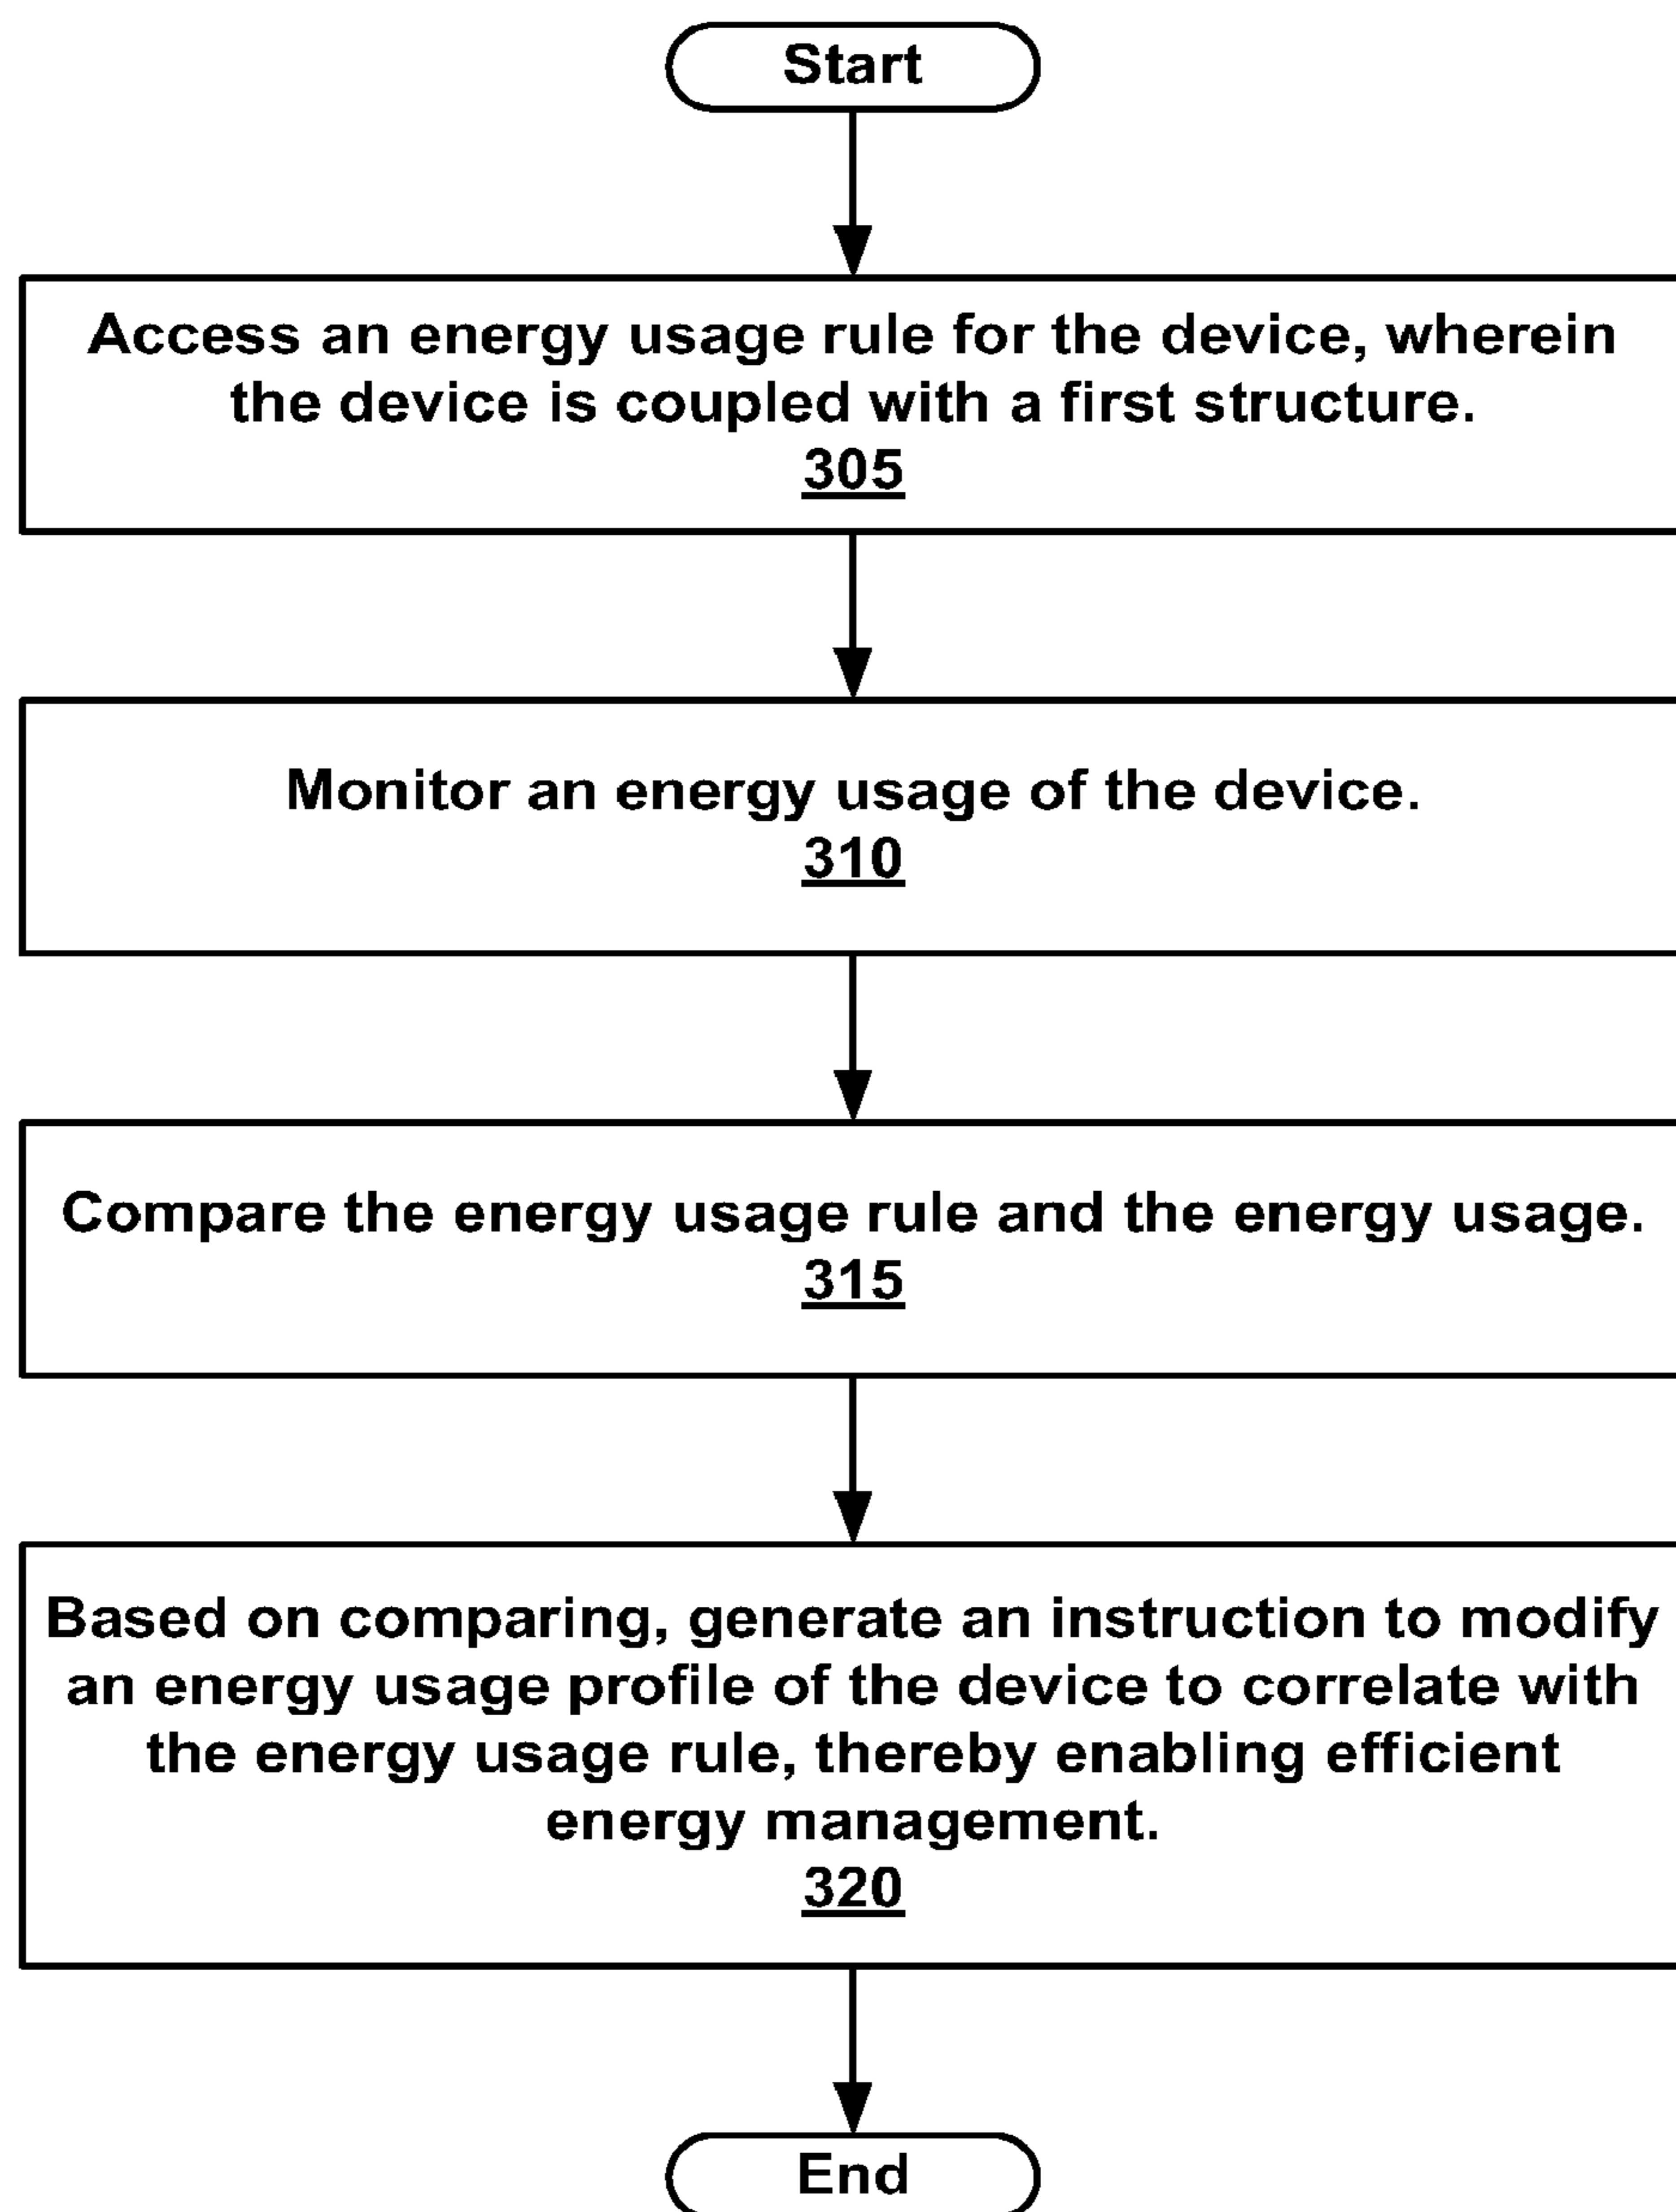 Start
Access an energy usage rule for the device, wherein
the device is coupled with a first structure.
305
Monitor an energy usage of the device.
310
Compare the energy usage rule and the energy usage.
315
Based on comparing, generate an instruction to modify
an energy usage profile of the device to correlate with
the energy usage rule, thereby enabling efficient
energy management.
320
End